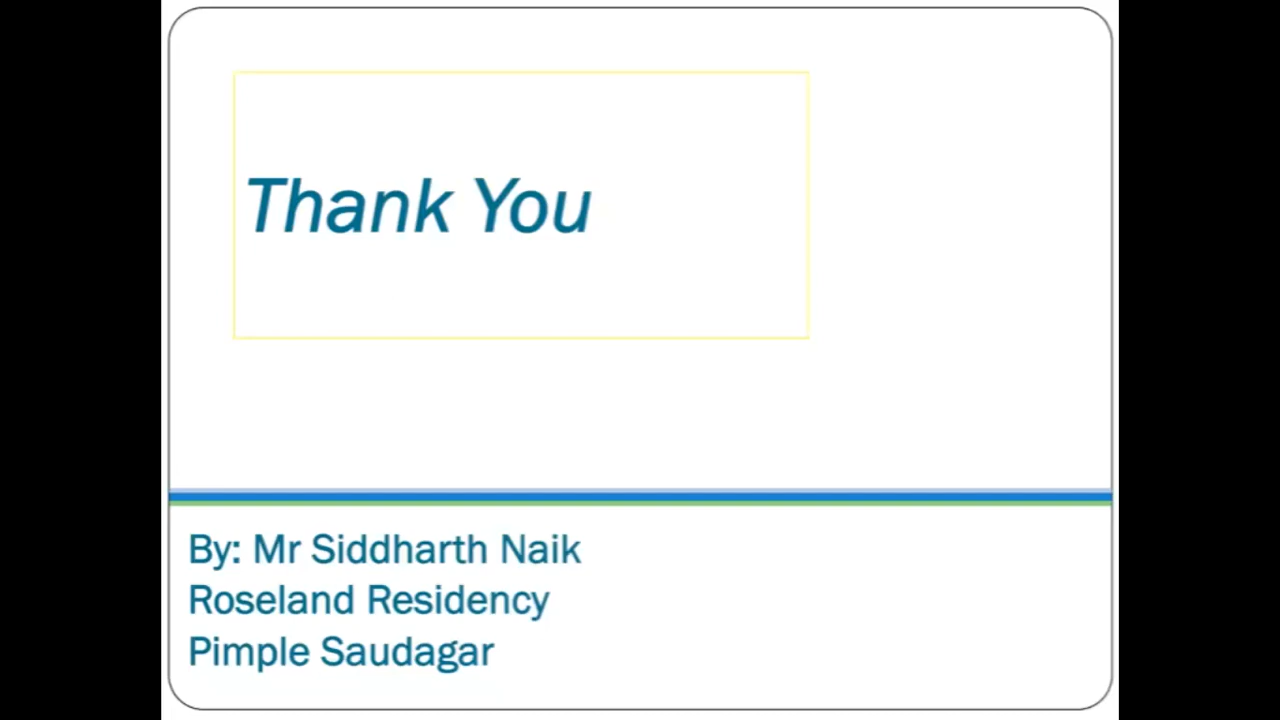 Thank You
By: Mr Siddharth Naik
Roseland Residency
Pimple Saudagar